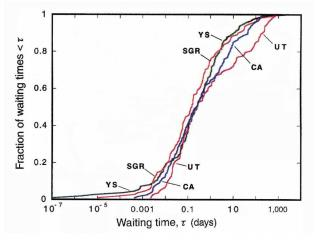 Fraction of waiting times < τ
1
0.8
0.6
0.4
0.2
0
YS
SGR
UT
CA
SGR
UT
YS
CA
10⁻⁷
10⁻⁵
0.001
0.1
10
1,000
Waiting time, τ (days)